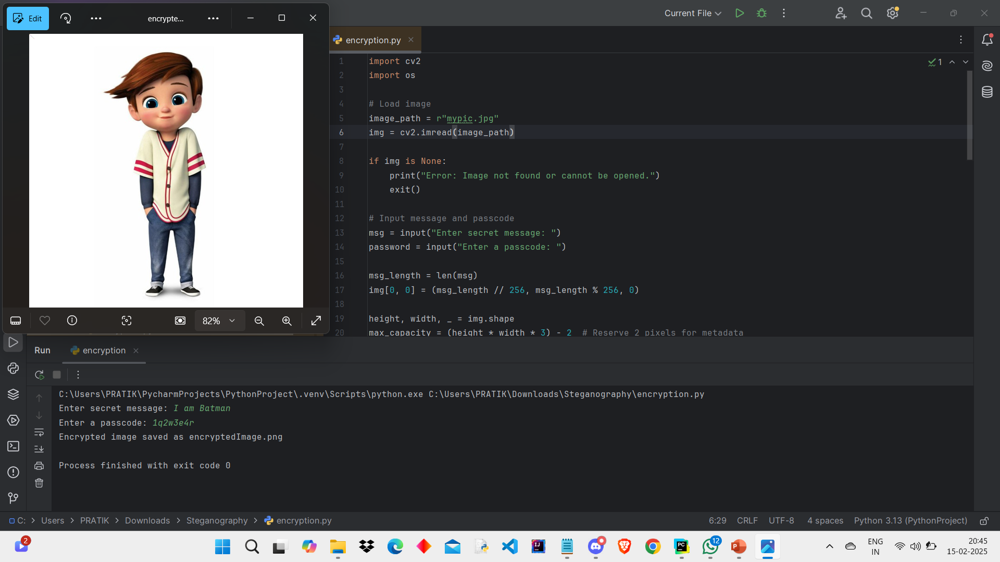 Edit
encrypte...
Current File
encryption.py
1
1 import cv2
2 import os
3
4 # Load image
5 image_path = r"mypic.jpg"
6 img = cv2.imread(image_path)
7
8 if img is None:
9     print("Error: Image not found or cannot be opened.")
10     exit()
11
12 # Input message and passcode
13 msg = input("Enter secret message: ")
14 password = input("Enter a passcode: ")
15
16 msg_length = len(msg)
17 img[0, 0] = (msg_length // 256, msg_length % 256, 0)
18
19 height, width, _ = img.shape
20 max_capacity = (height * width * 3) - 2  # Reserve 2 pixels for metadata
82%
Run encryption
C:\Users\PRATIK\PycharmProjects\PythonProject\.venv\Scripts\python.exe C:\Users\PRATIK\Downloads\Steganography\encryption.py
Enter secret message: I am Batman
Enter a passcode: 1q2w3e4r
Encrypted image saved as encryptedImage.png
Process finished with exit code 0
C: > Users > PRATIK > Downloads > Steganography > encryption.py
6:29 CRLF UTF-8 4 spaces Python 3.13 (PythonProject)
2
IJ
PC
12
P
ENG
IN
20:45
15-02-2025